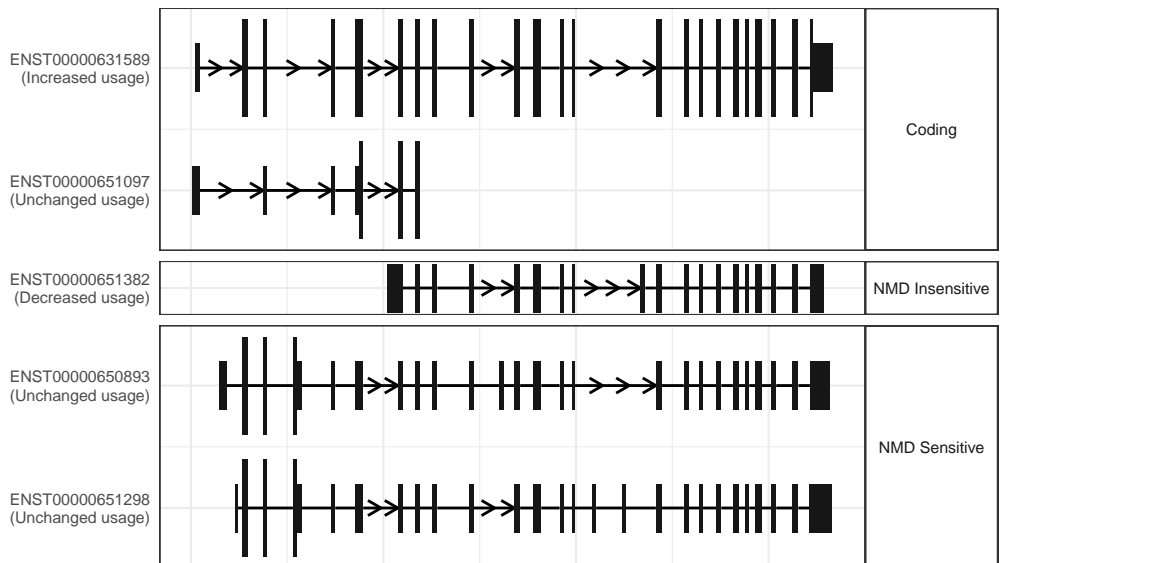 ENST00000631589
(Increased usage)
Coding
ENST00000651097
(Unchanged usage)
ENST00000651382
(Decreased usage)
NMD Insensitive
ENST00000650893
(Unchanged usage)
NMD Sensitive
ENST00000651298
(Unchanged usage)